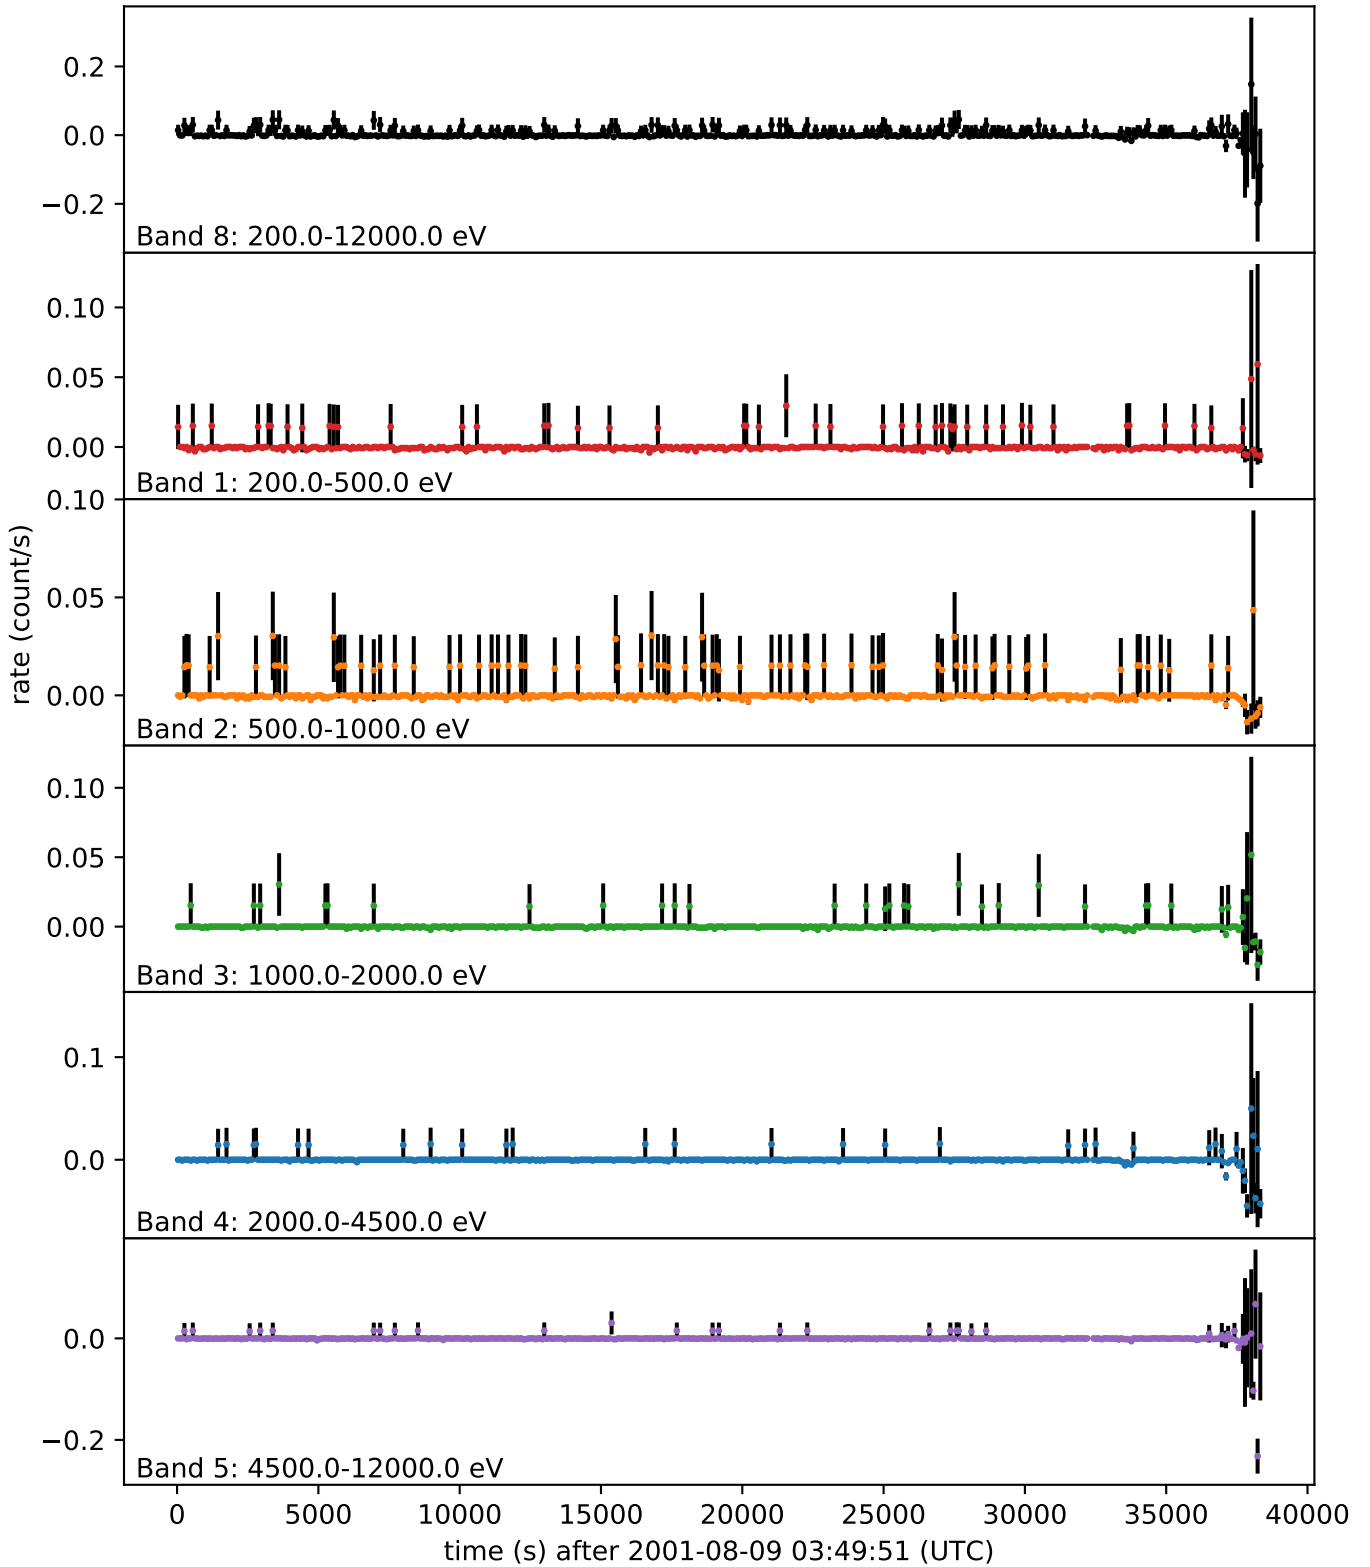 0.2
0.0
−0.2
Band 8: 200.0-12000.0 eV
0.10
0.05
0.00
Band 1: 200.0-500.0 eV
0.10
0.05
0.00
Band 2: 500.0-1000.0 eV
rate (count/s)
0.10
0.05
0.00
Band 3: 1000.0-2000.0 eV
0.1
0.0
Band 4: 2000.0-4500.0 eV
0.0
−0.2
Band 5: 4500.0-12000.0 eV
0 5000 10000 15000 20000 25000 30000 35000 40000
time (s) after 2001-08-09 03:49:51 (UTC)